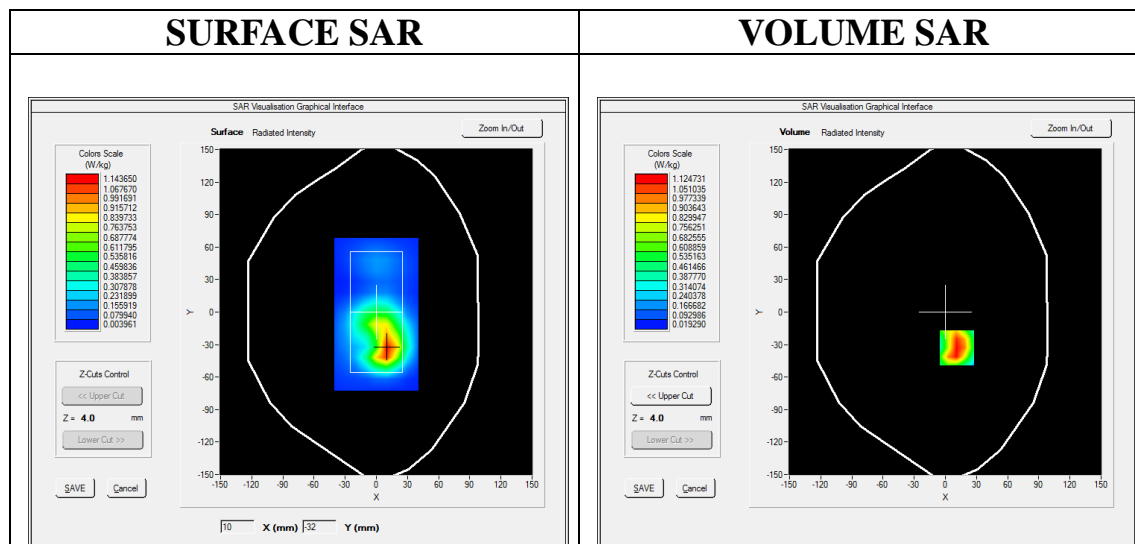 SURFACE SAR
VOLUME SAR
SAR Visualisation Graphical Interface
Surface Radiated Intensity
Zoom In/Out
Colors Scale
(W/kg)
1.143650
1.067670
0.991691
0.915712
0.839733
0.763753
0.687774
0.611795
0.535816
0.459836
0.383857
0.307878
0.231899
0.155919
0.079940
0.003961
150
120
90
60
30
0
-30
-60
-90
-120
-150
Y
-150 -120 -90 -60 -30 0 30 60 90 120 150
X
Z-Cuts Control
<< Upper Cut
Z = 4.0 mm
Lower Cut >>
SAVE Cancel
10 X (mm) -32 Y (mm)
SAR Visualisation Graphical Interface
Volume Radiated Intensity
Zoom In/Out
Colors Scale
(W/kg)
1.124731
1.051035
0.977339
0.903643
0.829947
0.756251
0.682555
0.608859
0.535163
0.461466
0.387770
0.314074
0.240378
0.166682
0.092986
0.019290
150
120
90
60
30
0
-30
-60
-90
-120
-150
Y
-150 -120 -90 -60 -30 0 30 60 90 120 150
X
Z-Cuts Control
<< Upper Cut
Z = 4.0 mm
Lower Cut >>
SAVE Cancel